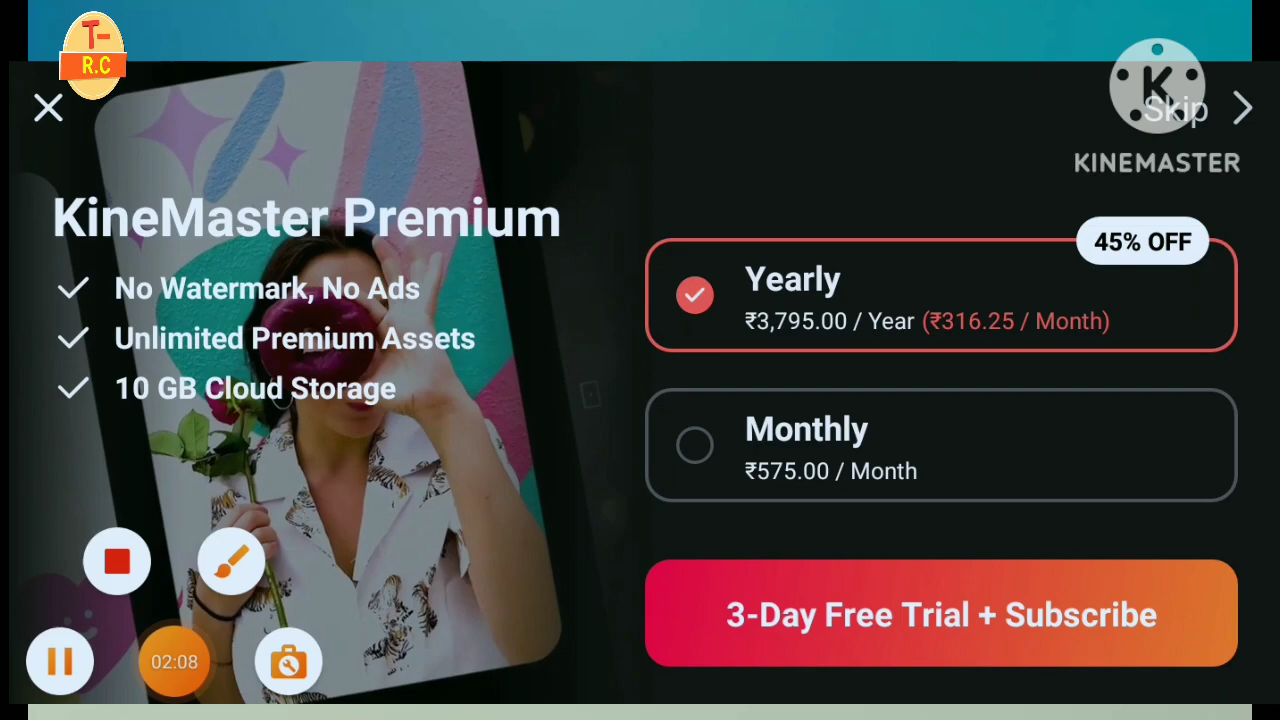 T-
R.C
Skip
KINEMASTER
KineMaster Premium
No Watermark, No Ads
Unlimited Premium Assets
10 GB Cloud Storage
45% OFF
Yearly
₹3,795.00 / Year (₹316.25 / Month)
Monthly
₹575.00 / Month
3-Day Free Trial + Subscribe
02:08